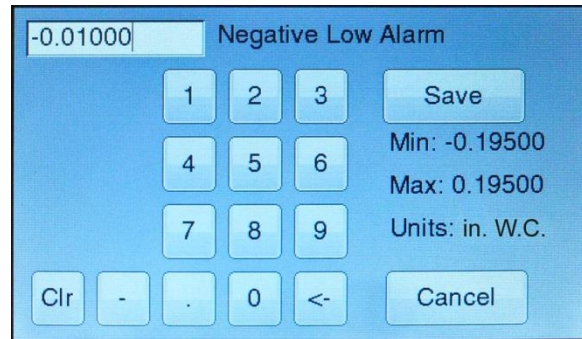 -0.01000 Negative Low Alarm
1 2 3 Save
Min: -0.19500
4 5 6
Max: 0.19500
7 8 9 Units: in. W.C.
Clr - . 0 <- Cancel